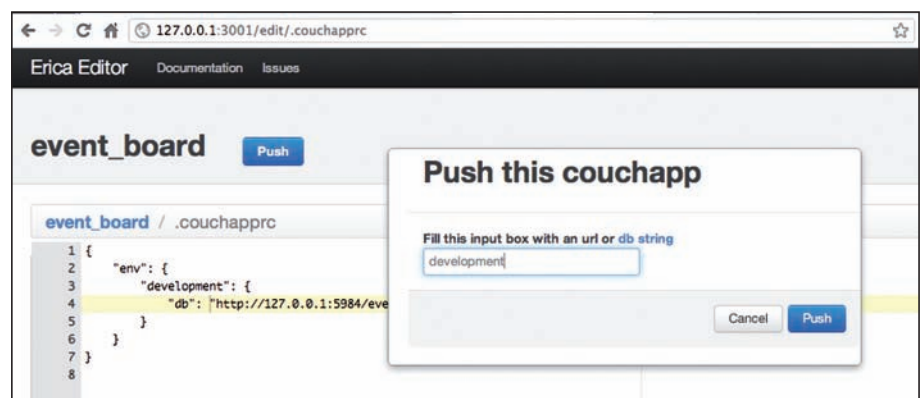 127.0.0.1:3001/edit/.couchapprc
Erica Editor Documentation Issues
event_board Push
event_board / .couchapprc
1 {
2 "env": {
3 "development": {
4 "db": "http://127.0.0.1:5984/eve
5 }
6 }
7 }
8
Push this couchapp
Fill this input box with an url or db string
development
Cancel Push